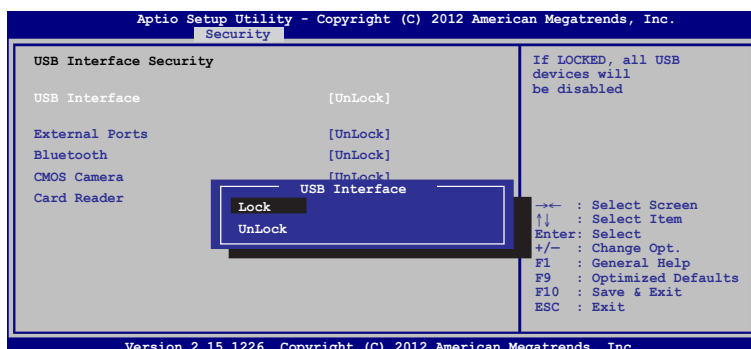 Aptio Setup Utility - Copyright (C) 2012 American Megatrends, Inc.
Security
USB Interface Security
USB Interface [UnLock]
External Ports [UnLock]
Bluetooth [UnLock]
CMOS Camera [UnLock]
Card Reader
USB Interface
Lock
UnLock
If LOCKED, all USB
devices will
be disabled
→← : Select Screen
↑↓ : Select Item
Enter: Select
+/— : Change Opt.
F1 : General Help
F9 : Optimized Defaults
F10 : Save & Exit
ESC : Exit
Version 2.15.1226. Copyright (C) 2012 American Megatrends, Inc.